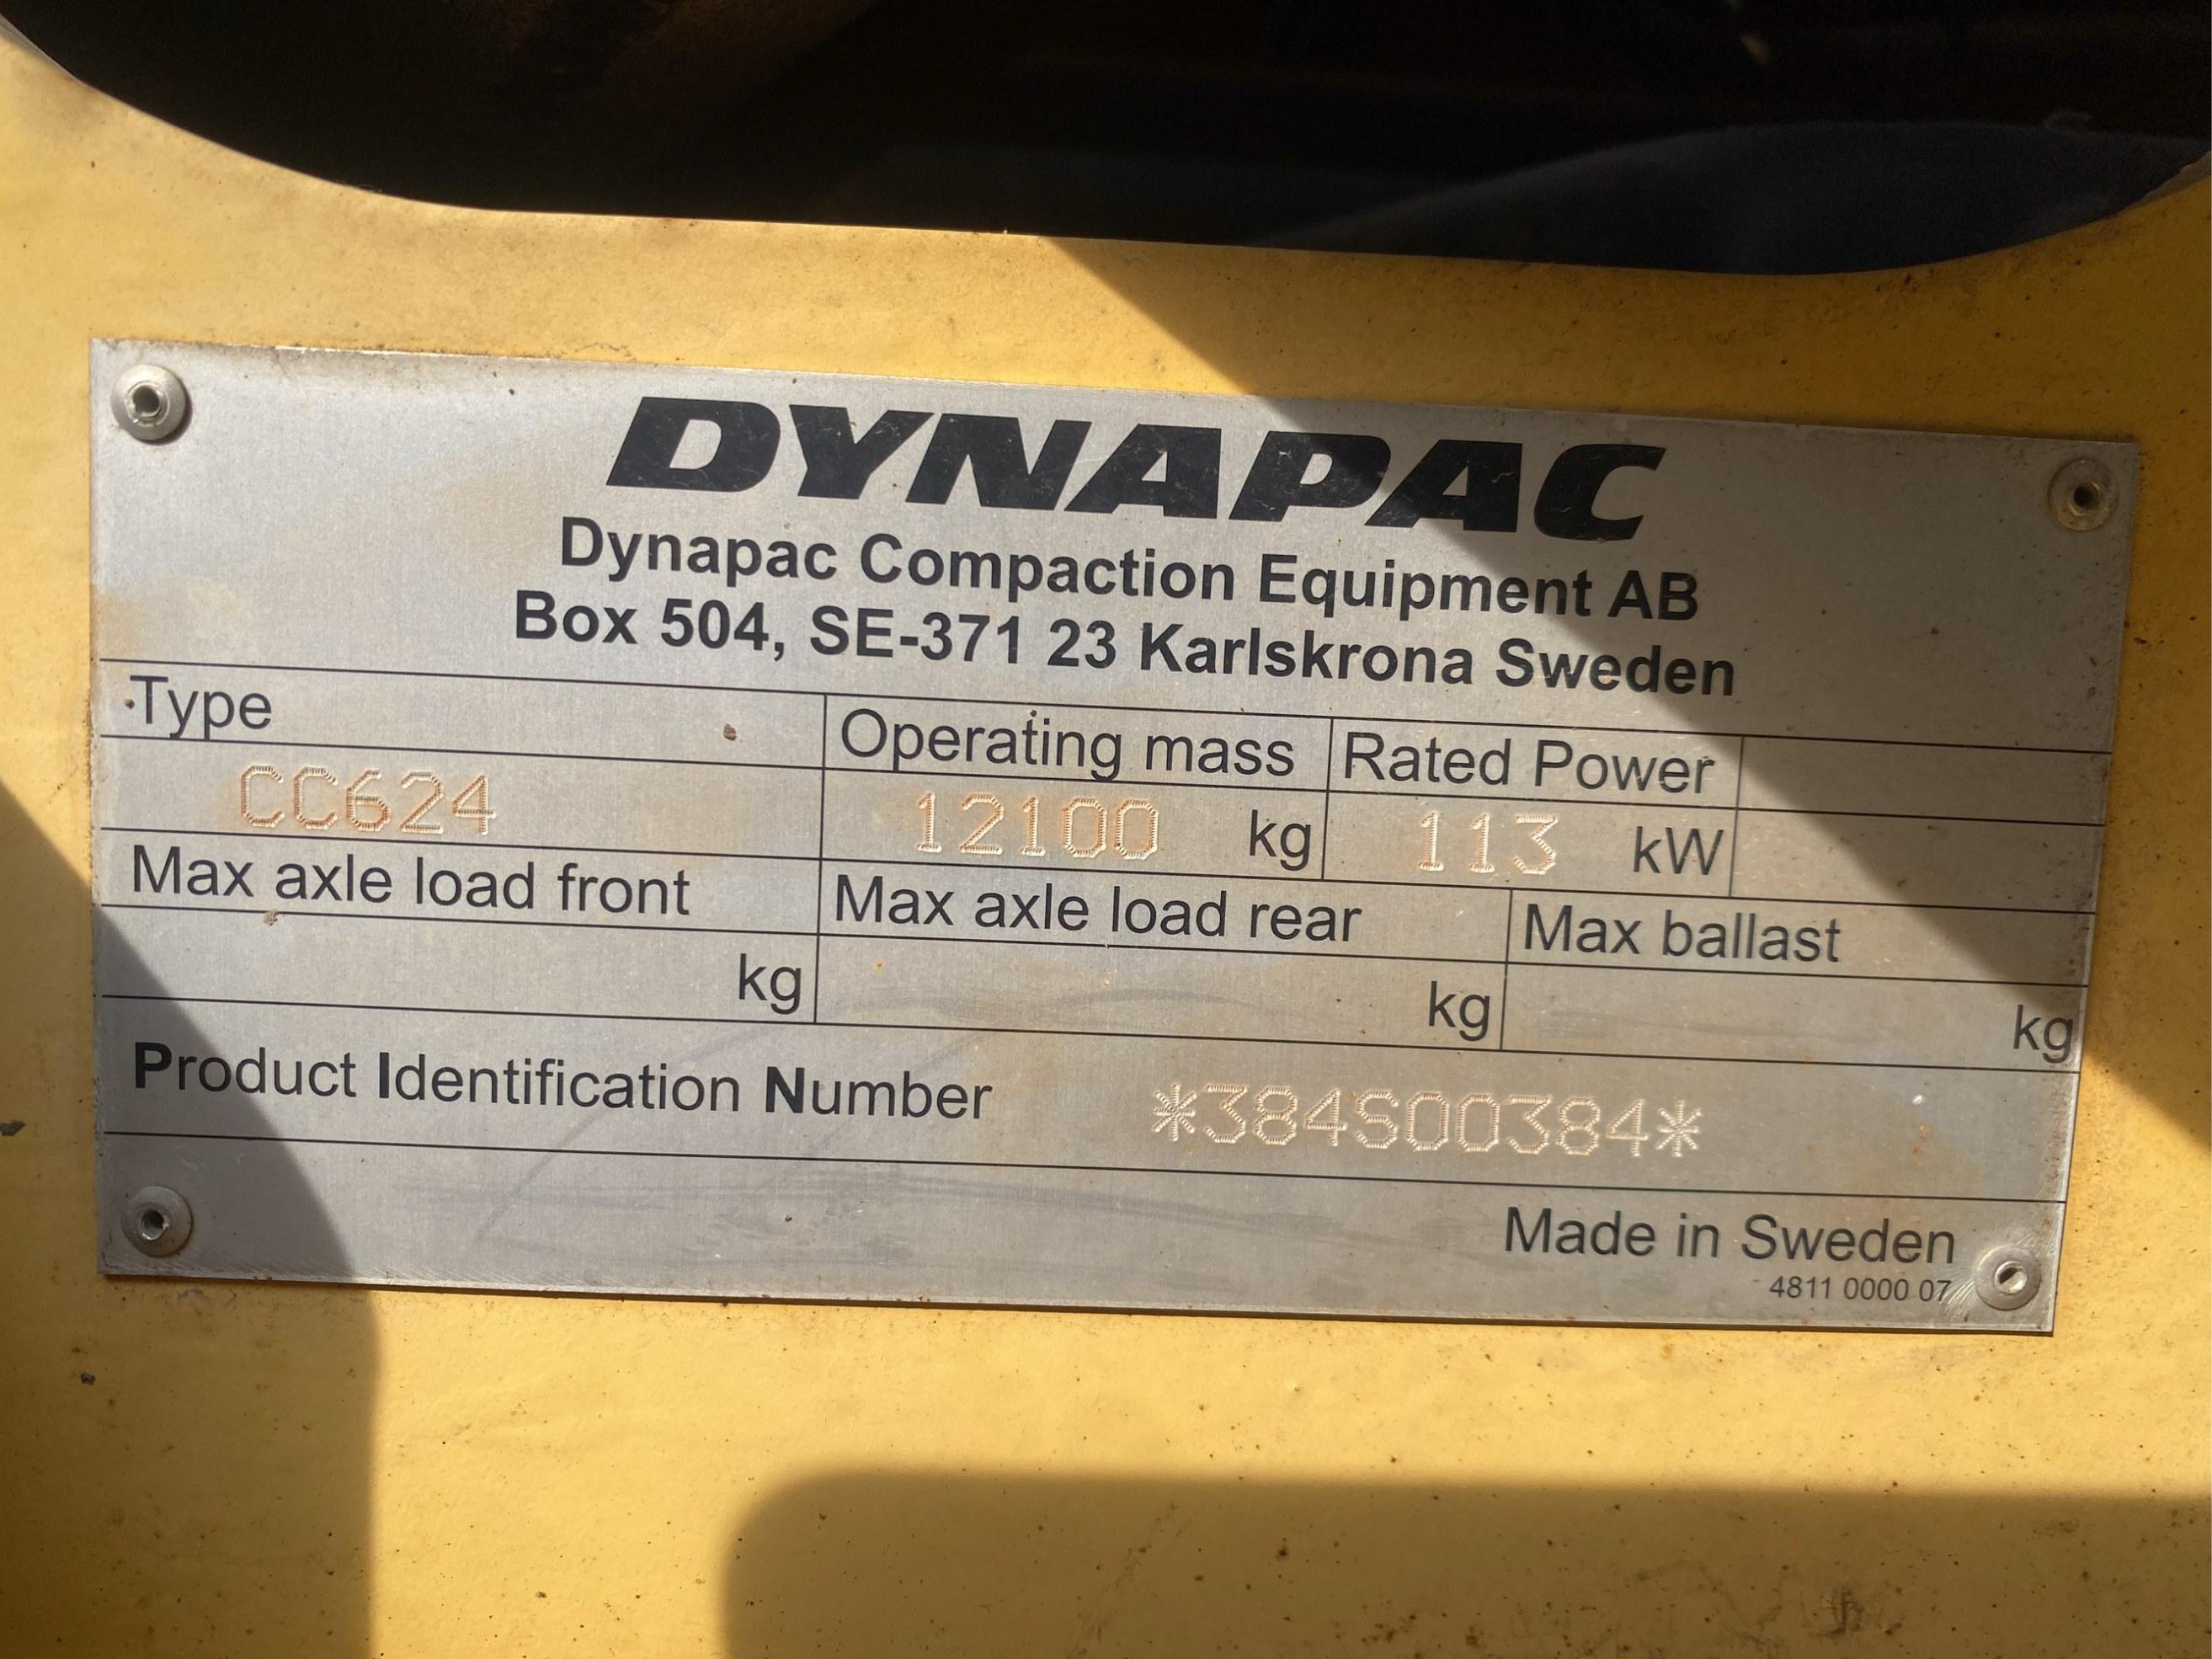 DYNAPAC
Dynapac Compaction Equipment AB
Box 504, SE-371 23 Karlskrona Sweden
Type Operating mass Rated Power
CC624 12100 kg 113 kW
Max axle load front Max axle load rear Max ballast
kg kg kg
Product Identification Number *384S00384*
Made in Sweden
4811 0000 07